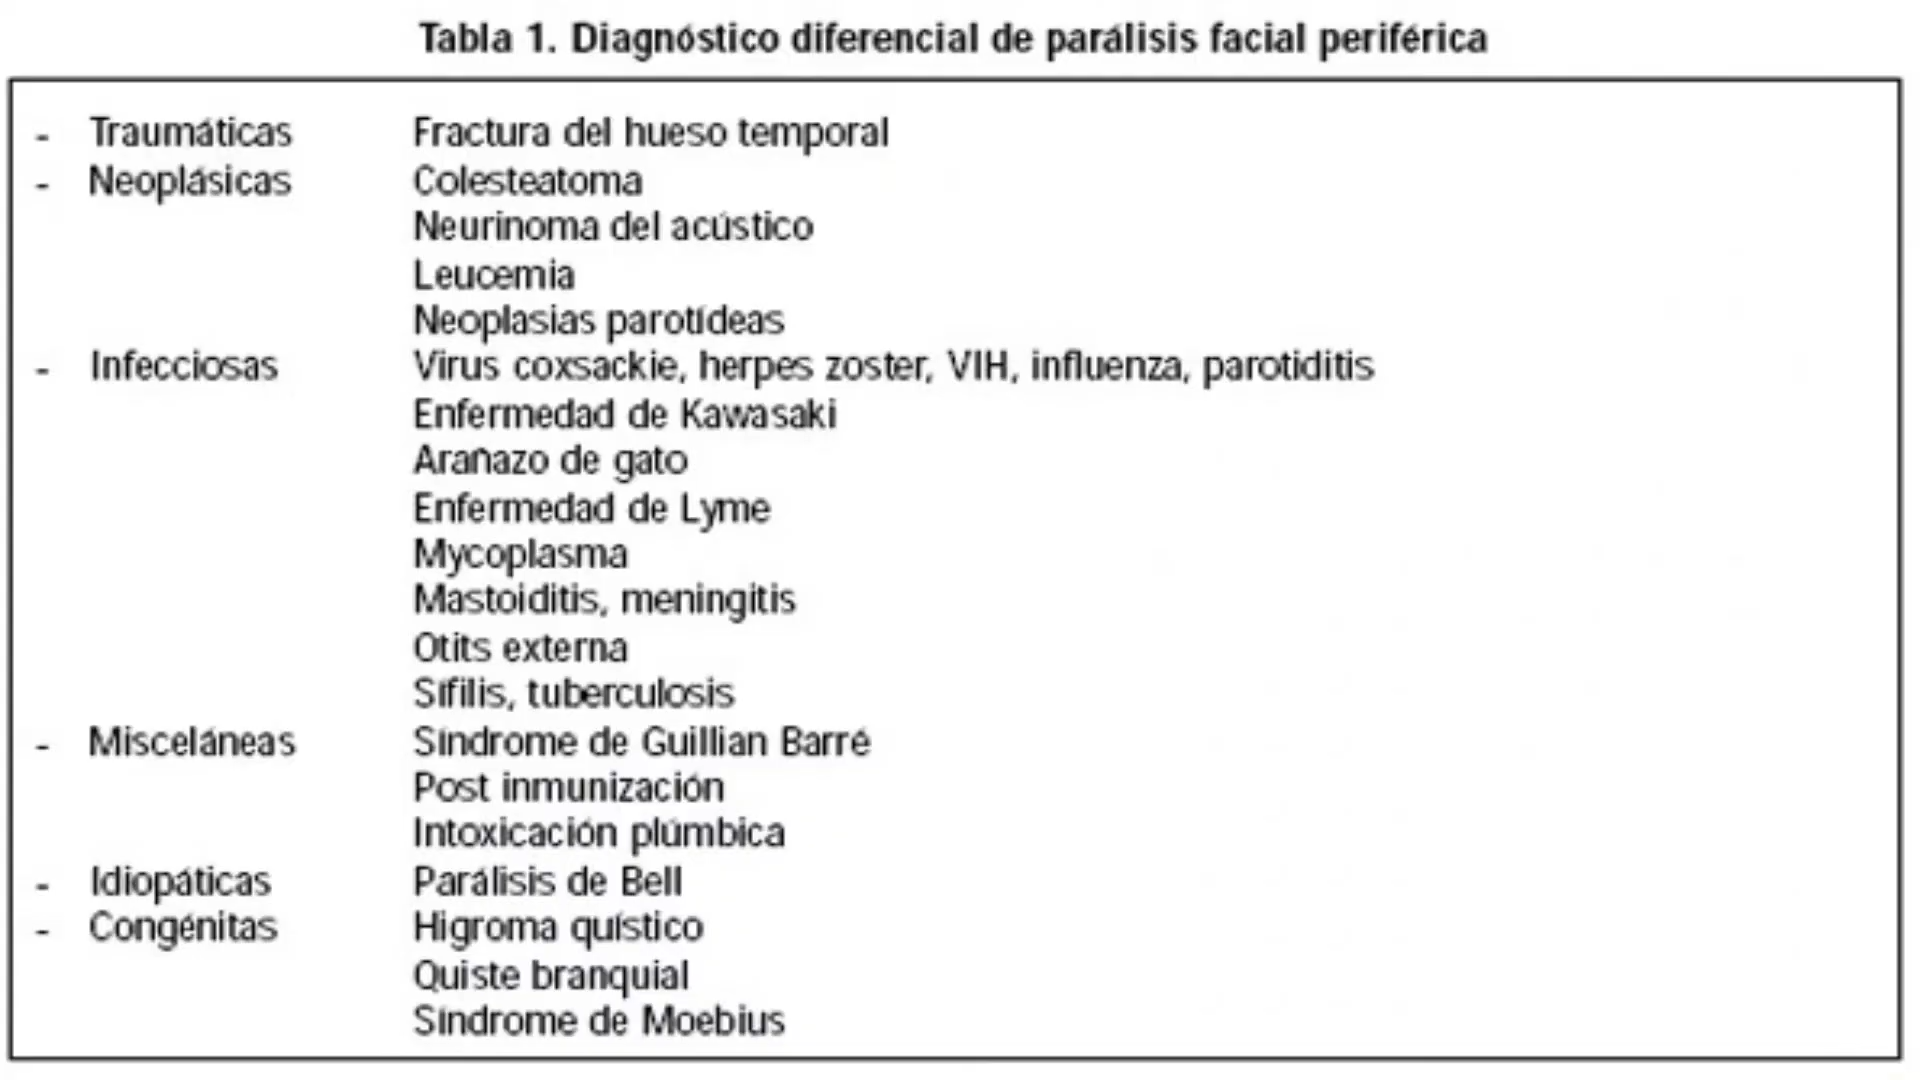 Tabla 1. Diagnóstico diferencial de parálisis facial periférica
- Traumáticas Fractura del hueso temporal
- Neoplásicas Colesteatoma
Neurinoma del acústico
Leucemia
Neoplasias parotídeas
- Infecciosas Virus coxsackie, herpes zoster, VIH, influenza, parotiditis
Enfermedad de Kawasaki
Arañazo de gato
Enfermedad de Lyme
Mycoplasma
Mastoiditis, meningitis
Otits externa
Sífilis, tuberculosis
- Misceláneas Síndrome de Guillian Barré
Post inmunización
Intoxicación plúmbica
- Idiopáticas Parálisis de Bell
- Congénitas Higroma quístico
Quiste branquial
Síndrome de Moebius